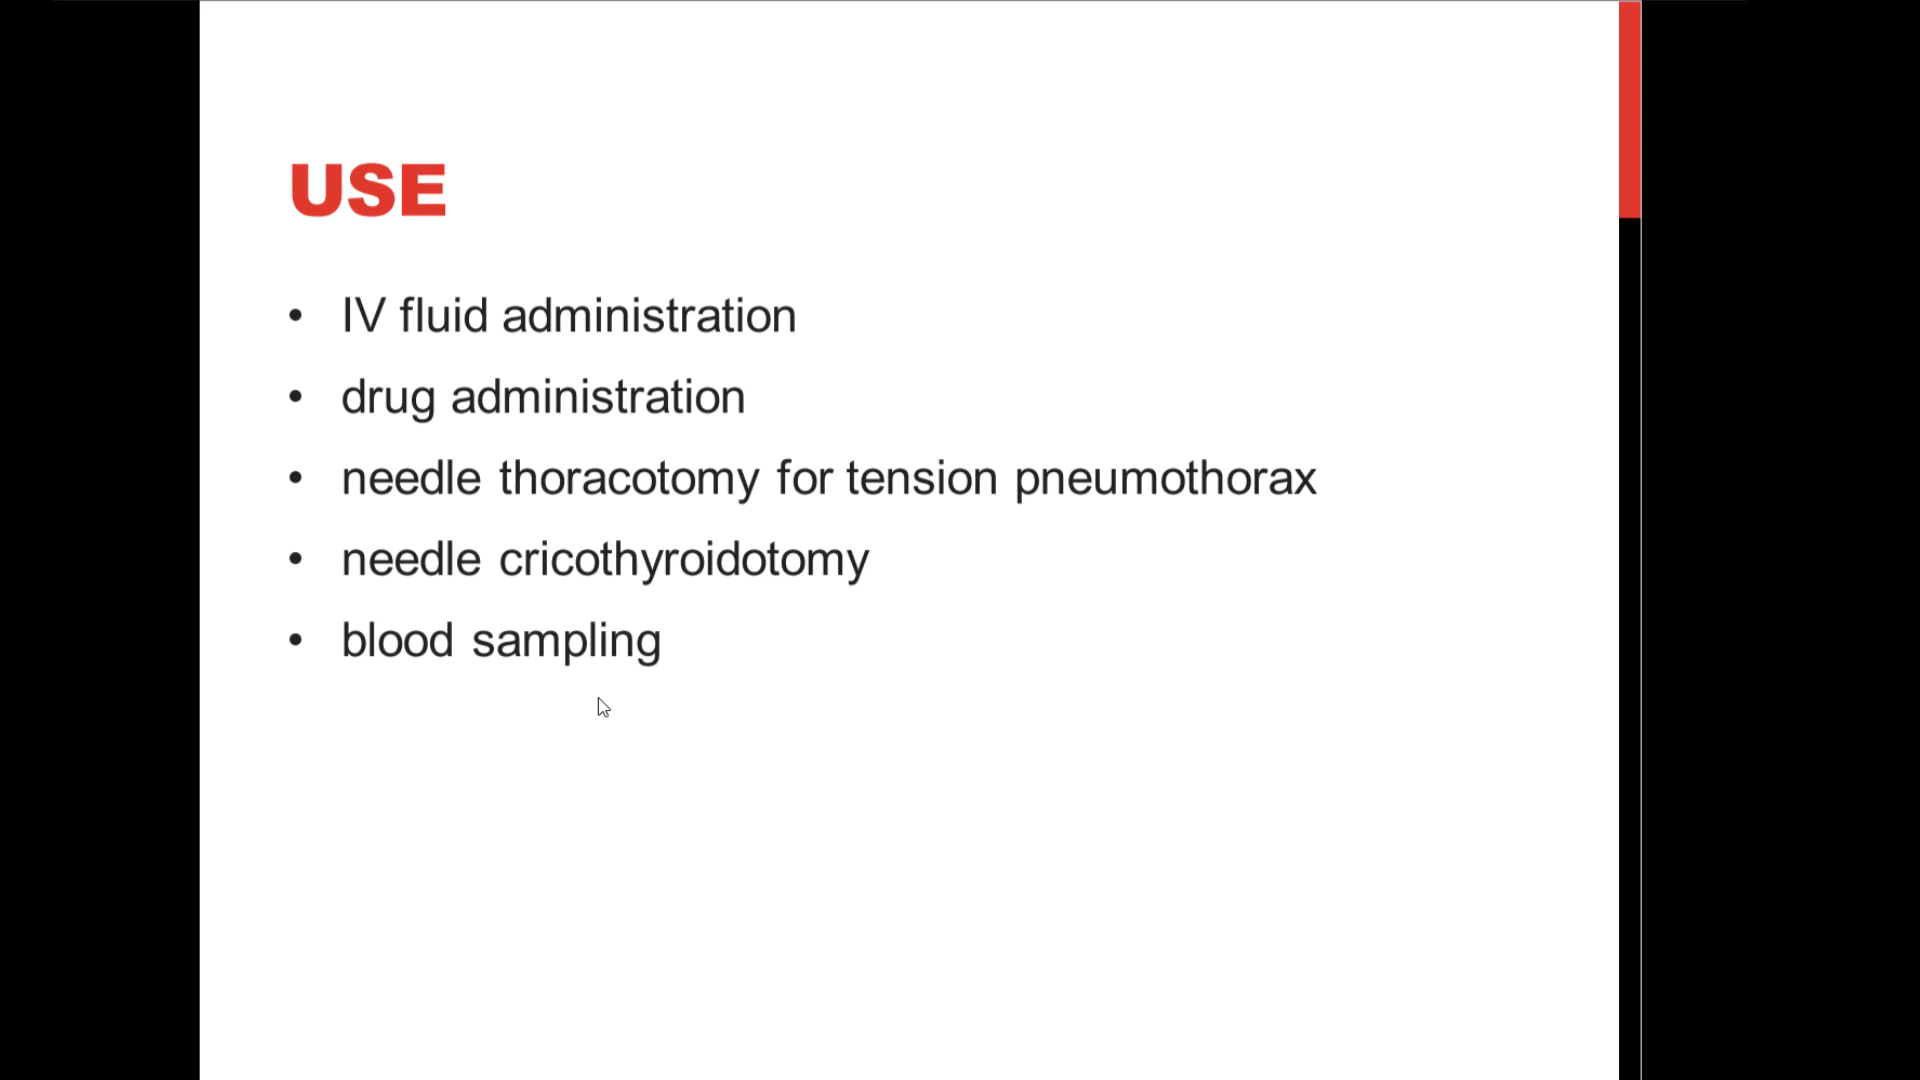 USE
• IV fluid administration
• drug administration
• needle thoracotomy for tension pneumothorax
• needle cricothyroidotomy
• blood sampling